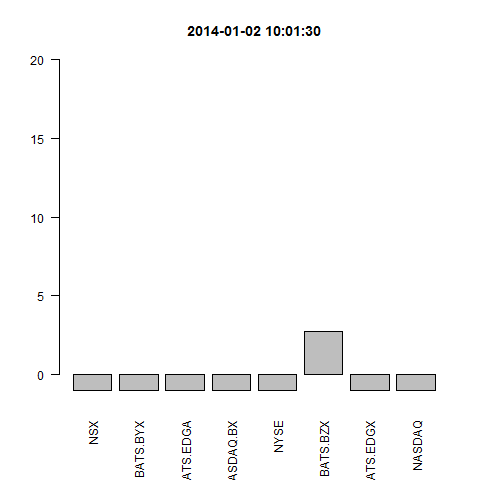 2014-01-02 10:01:30
20
15
10
5
0
NSX
BATS.BYX
ATS.EDGA
ASDAQ.BX
NYSE
BATS.BZX
ATS.EDGX
NASDAQ